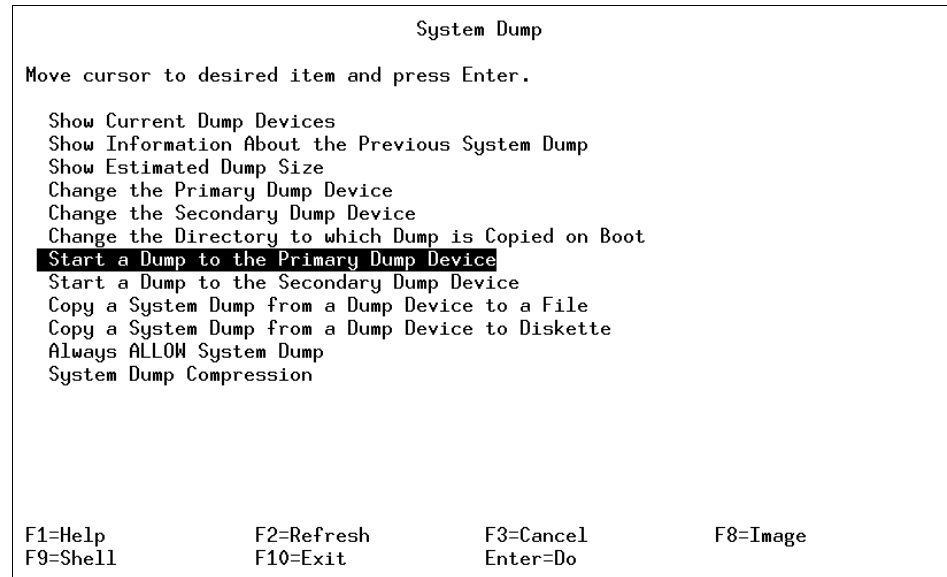 System Dump
Move cursor to desired item and press Enter.
Show Current Dump Devices
Show Information About the Previous System Dump
Show Estimated Dump Size
Change the Primary Dump Device
Change the Secondary Dump Device
Change the Directory to which Dump is Copied on Boot
Start a Dump to the Primary Dump Device
Start a Dump to the Secondary Dump Device
Copy a System Dump from a Dump Device to a File
Copy a System Dump from a Dump Device to Diskette
Always ALLOW System Dump
System Dump Compression
F1=Help F2=Refresh F3=Cancel F8=Image
F9=Shell F10=Exit Enter=Do